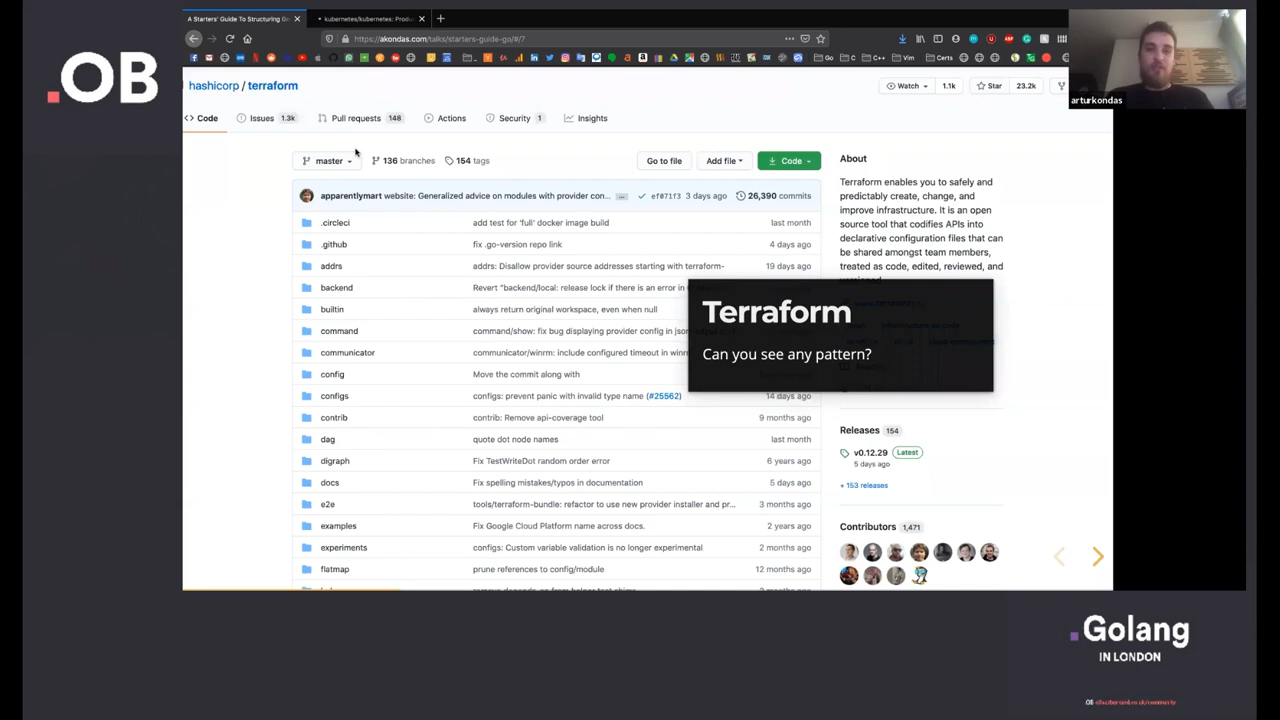 .OB
A Starters' Guide To Structuring Go
kubernetes/kubernetes: Produ
https://akondas.com/talks/starters-guide-go/#/7
Go
C
C++
Vim
Certs
arturkondas
hashicorp / terraform
Watch
1.1k
Star
23.2k
Code
Issues 1.3k
Pull requests 148
Actions
Security 1
Insights
master
136 branches
154 tags
Go to file
Add file
Code
apparentlymart website: Generalized advice on modules with provider con... ef071f3 3 days ago 26,390 commits
.circleci add test for 'full' docker image build last month
.github fix .go-version repo link 4 days ago
addrs addrs: Disallow provider source addresses starting with terraform- 19 days ago
backend Revert "backend/local: release lock if there is an error in
builtin always return original workspace, even when null
command command/show: fix bug displaying provider config in json
communicator communicator/winrm: include configured timeout in winr
config Move the commit along with
configs configs: prevent panic with invalid type name (#25562) 14 days ago
contrib contrib: Remove api-coverage tool 9 months ago
dag quote dot node names last month
digraph Fix TestWriteDot random order error 6 years ago
docs Fix spelling mistakes/typos in documentation 5 days ago
e2e tools/terraform-bundle: refactor to use new provider installer and pr... 3 months ago
examples Fix Google Cloud Platform name across docs. 2 years ago
experiments configs: Custom variable validation is no longer experimental 2 months ago
flatmap prune references to config/module 12 months ago
About
Terraform enables you to safely and
predictably create, change, and
improve infrastructure. It is an open
source tool that codifies APIs into
declarative configuration files that can
be shared amongst team members,
treated as code, edited, reviewed, and
Terraform
Can you see any pattern?
Releases 154
v0.12.29 Latest
5 days ago
+ 153 releases
Contributors 1,471
.Golang
IN LONDON